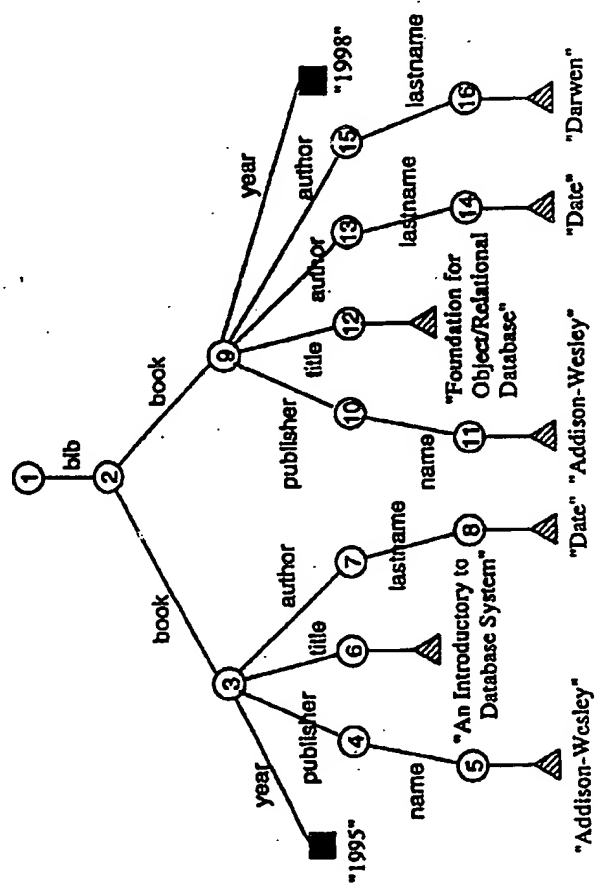 1
bib
2
book
book
3
9
year
publisher
title
author
publisher
title
author
author
year
"1995"
4
6
7
10
12
13
15
"1998"
name
lastname
name
lastname
lastname
5
"An Introductory to
Database System"
8
11
"Foundation for
Object/Relational
Database"
14
16
"Addison-Wesley"
"Date"
"Addison-Wesley"
"Date"
"Darwen"